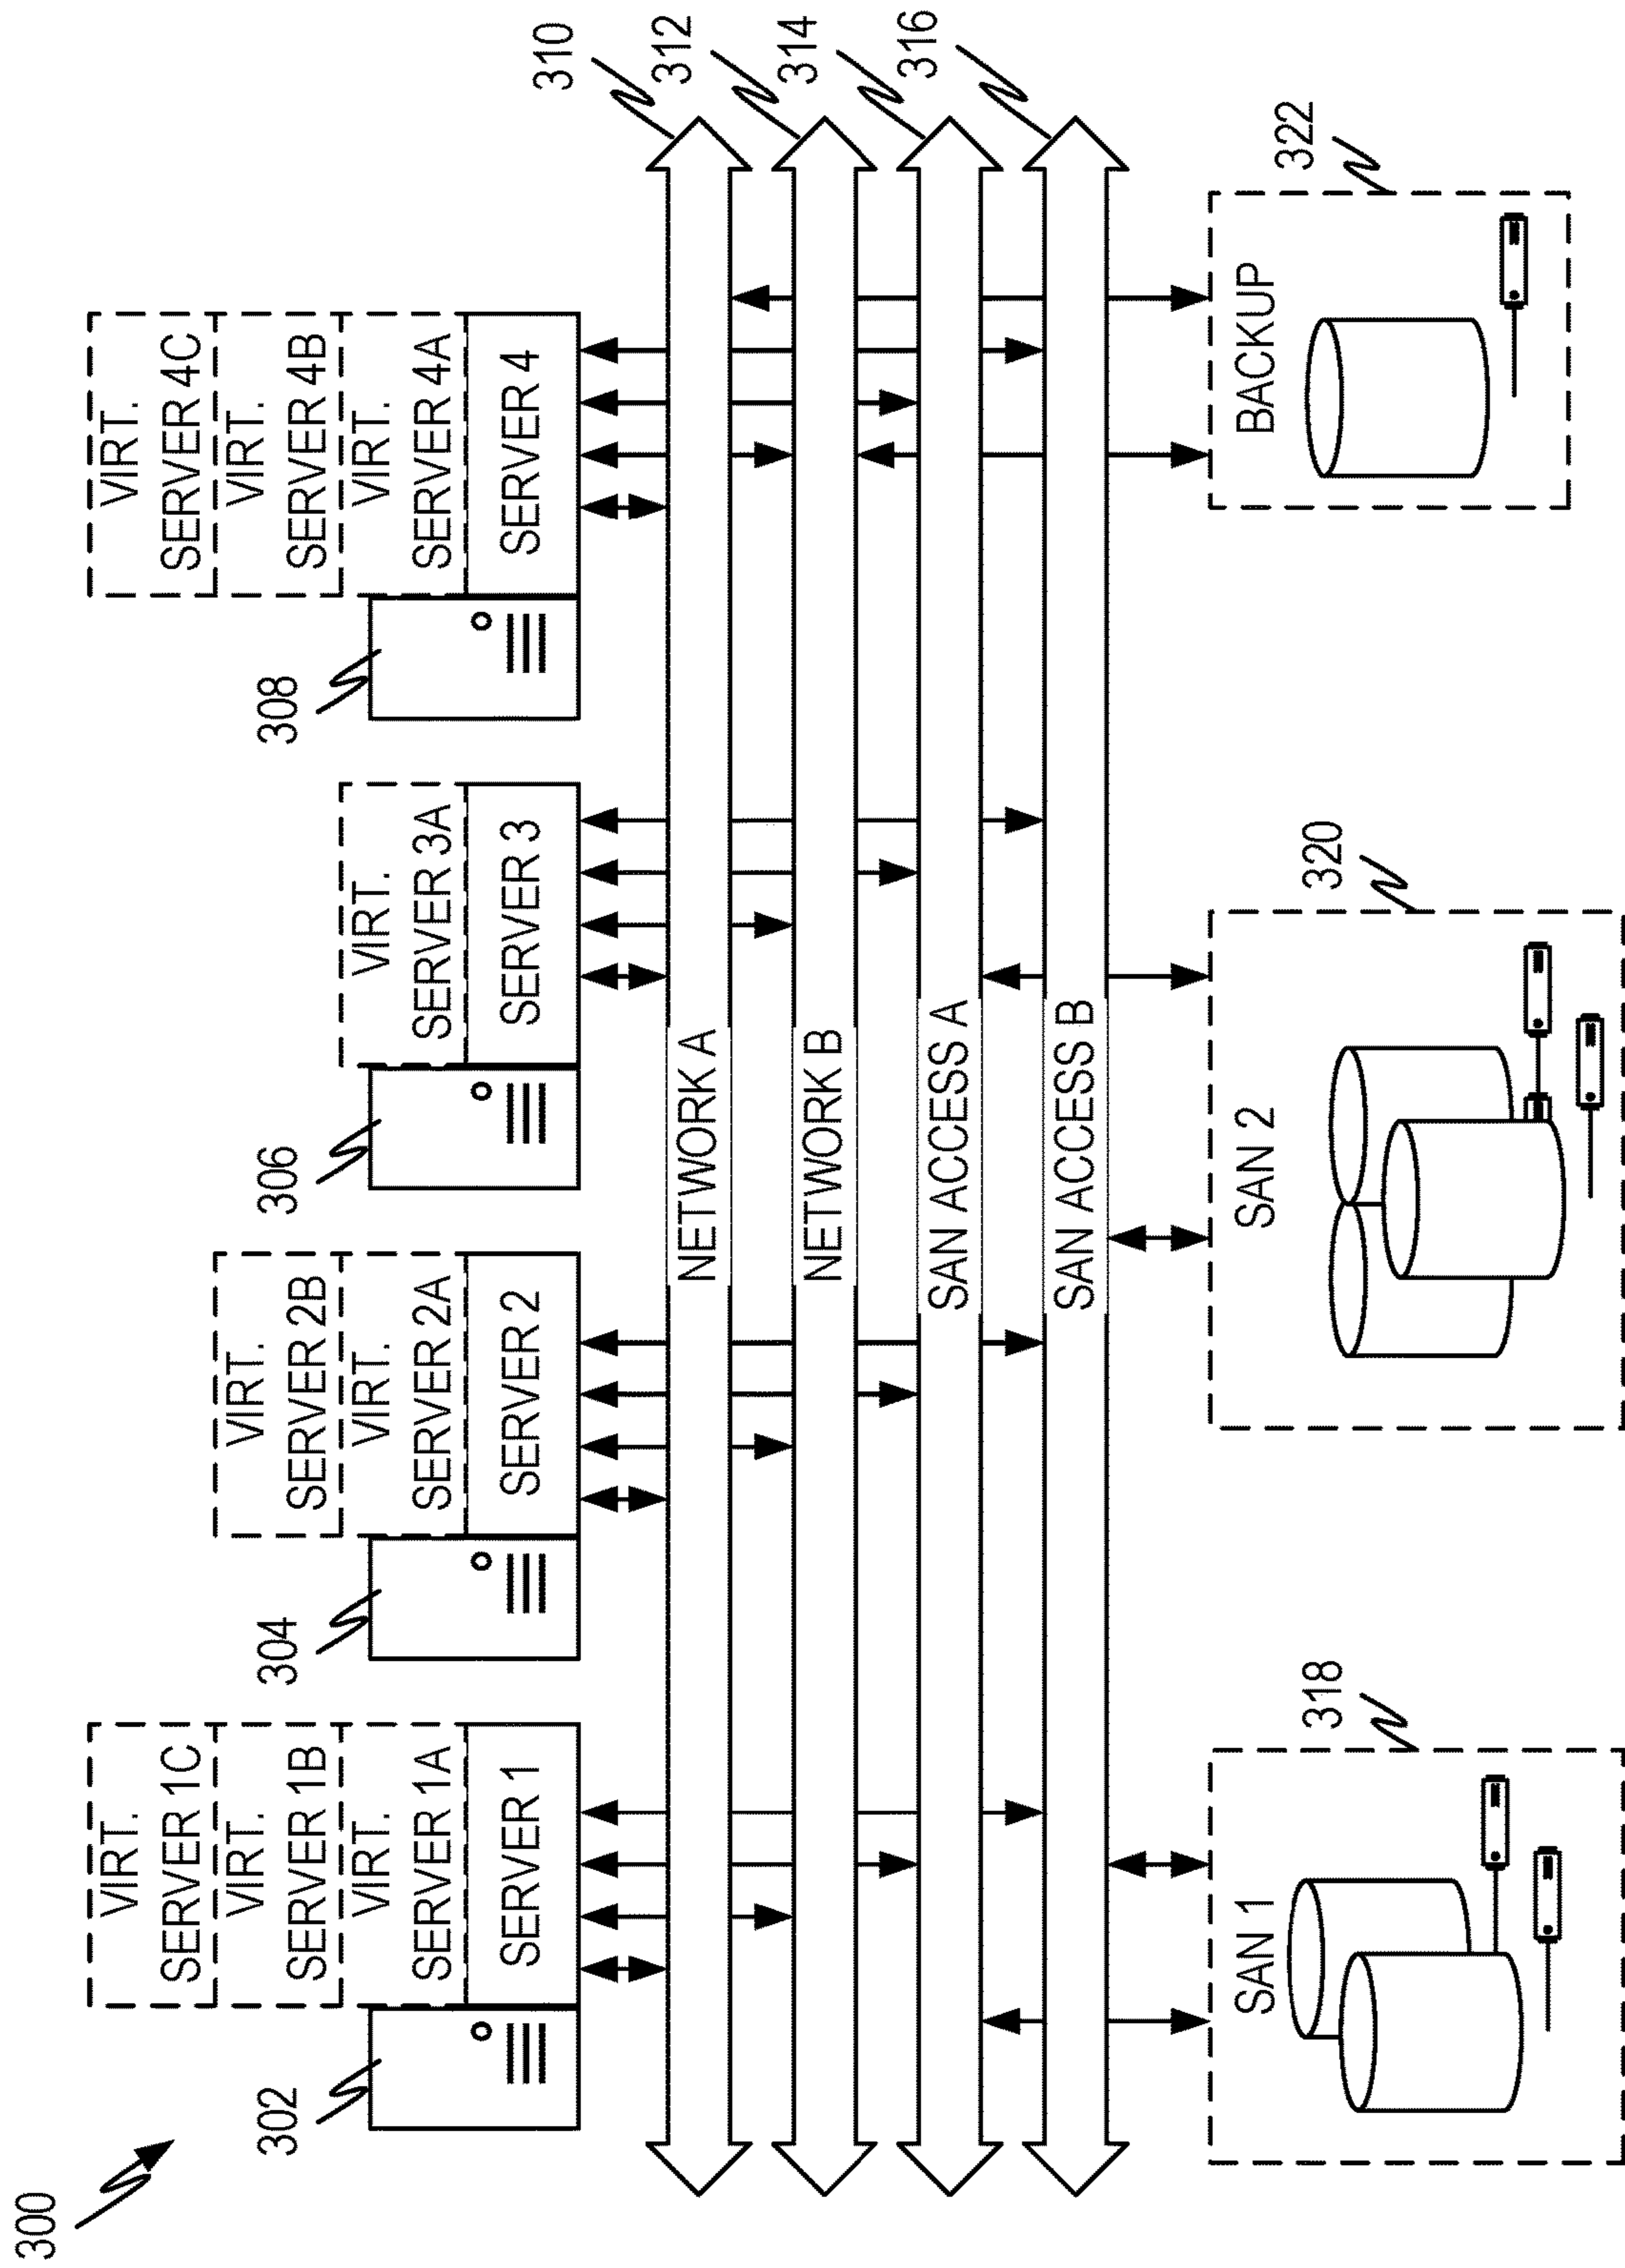 300
302
VIRT.
SERVER 1C
VIRT.
SERVER 1B
VIRT.
SERVER 1A
SERVER 1
304
VIRT.
SERVER 2B
VIRT.
SERVER 2A
SERVER 2
306
VIRT.
SERVER 3A
SERVER 3
308
VIRT.
SERVER 4C
VIRT.
SERVER 4B
VIRT.
SERVER 4A
SERVER 4
310
312
314
316
NETWORK A
NETWORK B
SAN ACCESS A
SAN ACCESS B
318
SAN 1
320
SAN 2
322
BACKUP